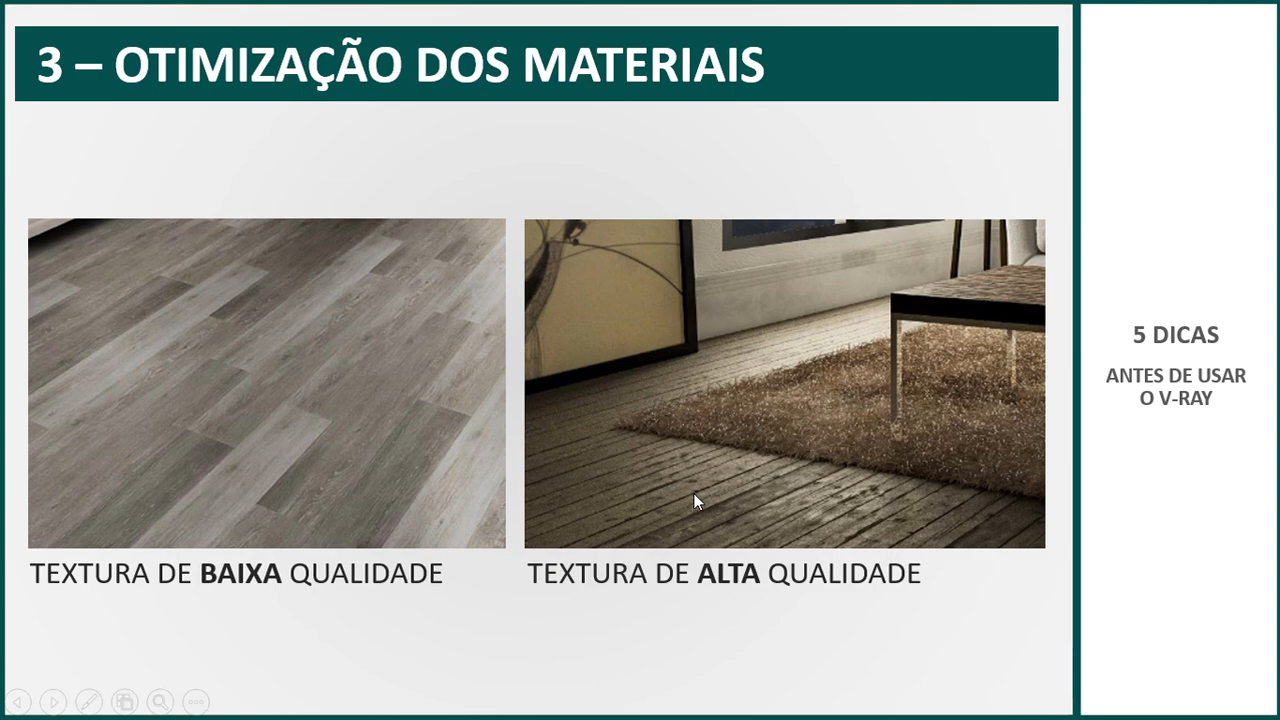 3 – OTIMIZAÇÃO DOS MATERIAIS
TEXTURA DE BAIXA QUALIDADE
TEXTURA DE ALTA QUALIDADE
5 DICAS
ANTES DE USAR
O V-RAY